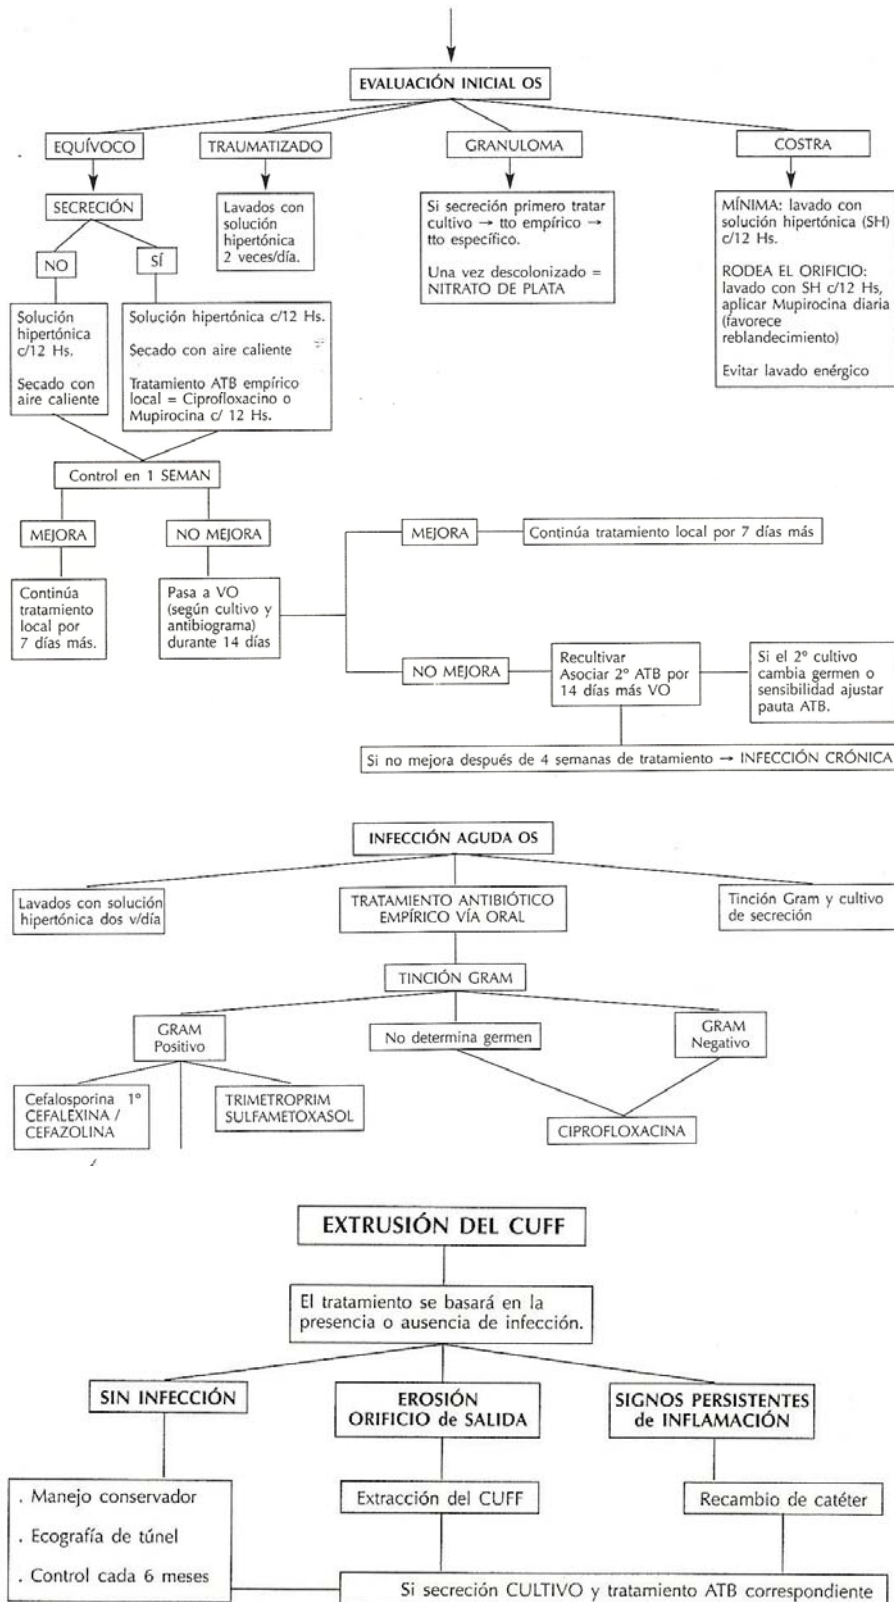 EVALUACIÓN INICIAL OS
EQUÍVOCO
TRAUMATIZADO
GRANULOMA
COSTRA
SECRECIÓN
NO
SÍ
Lavados con
solución
hipertónica
2 veces/día.
Si secreción primero tratar
cultivo → tto empírico →
tto específico.
Una vez descolonizado =
NITRATO DE PLATA
MÍNIMA: lavado con
solución hipertónica (SH)
c/12 Hs.
RODEA EL ORIFICIO:
lavado con SH c/12 Hs,
aplicar Mupirocina diaria
(favorece
reblandecimiento)
Evitar lavado enérgico
Solución
hipertónica
c/12 Hs.
Secado con
aire caliente
Solución hipertónica c/12 Hs.
Secado con aire caliente
Tratamiento ATB empírico
local = Ciprofloxacino o
Mupirocina c/ 12 Hs.
Control en 1 SEMAN
MEJORA
NO MEJORA
Continúa
tratamiento
local por
7 días más.
Pasa a VO
(según cultivo y
antibiograma)
durante 14 días
MEJORA
Continúa tratamiento local por 7 días más
NO MEJORA
Recultivar
Asociar 2º ATB por
14 días más VO
Si el 2º cultivo
cambia germen o
sensibilidad ajustar
pauta ATB.
Si no mejora después de 4 semanas de tratamiento → INFECCIÓN CRÓNICA
INFECCIÓN AGUDA OS
Lavados con solución
hipertónica dos v/día
TRATAMIENTO ANTIBIÓTICO
EMPÍRICO VÍA ORAL
Tinción Gram y cultivo
de secreción
TINCIÓN GRAM
GRAM
Positivo
No determina germen
GRAM
Negativo
Cefalosporina 1º
CEFALEXINA /
CEFAZOLINA
TRIMETROPRIM
SULFAMETOXASOL
CIPROFLOXACINA
EXTRUSIÓN DEL CUFF
El tratamiento se basará en la
presencia o ausencia de infección.
SIN INFECCIÓN
EROSIÓN
ORIFICIO de SALIDA
SIGNOS PERSISTENTES
de INFLAMACIÓN
. Manejo conservador
. Ecografía de túnel
. Control cada 6 meses
Extracción del CUFF
Recambio de catéter
Si secreción CULTIVO y tratamiento ATB correspondiente